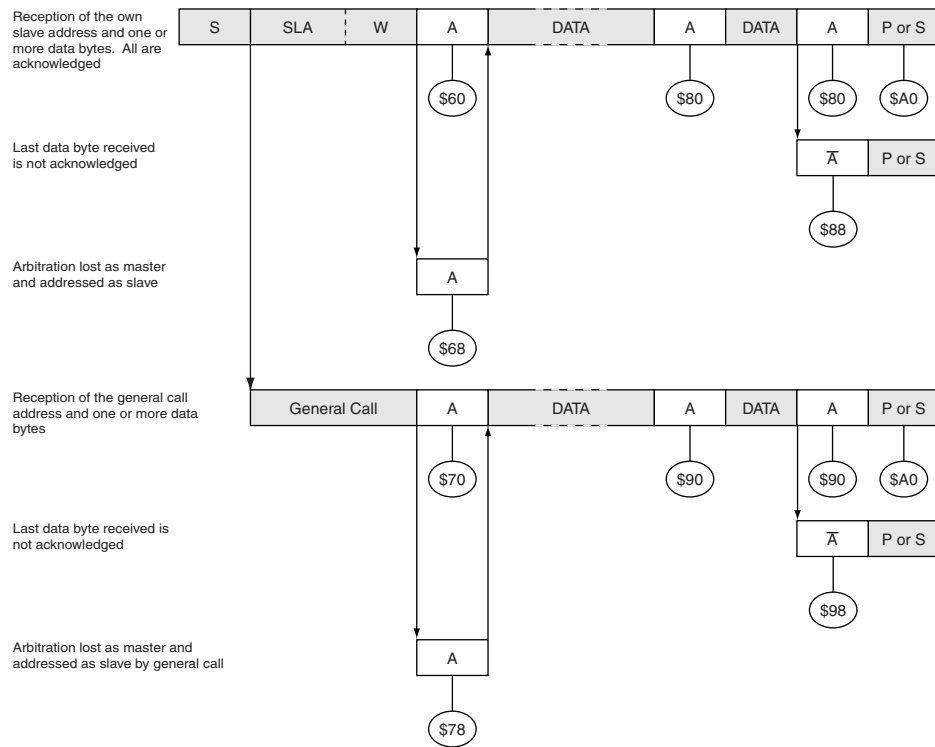 Reception of the own
slave address and one or
more data bytes. All are
acknowledged
S SLA W A DATA A DATA A P or S
$60 $80 $80 $A0
Last data byte received
is not acknowledged
A̅ P or S
$88
Arbitration lost as master
and addressed as slave
A
$68
Reception of the general call
address and one or more data
bytes
General Call A DATA A DATA A P or S
$70 $90 $90 $A0
Last data byte received is
not acknowledged
A̅ P or S
$98
Arbitration lost as master and
addressed as slave by general call
A
$78